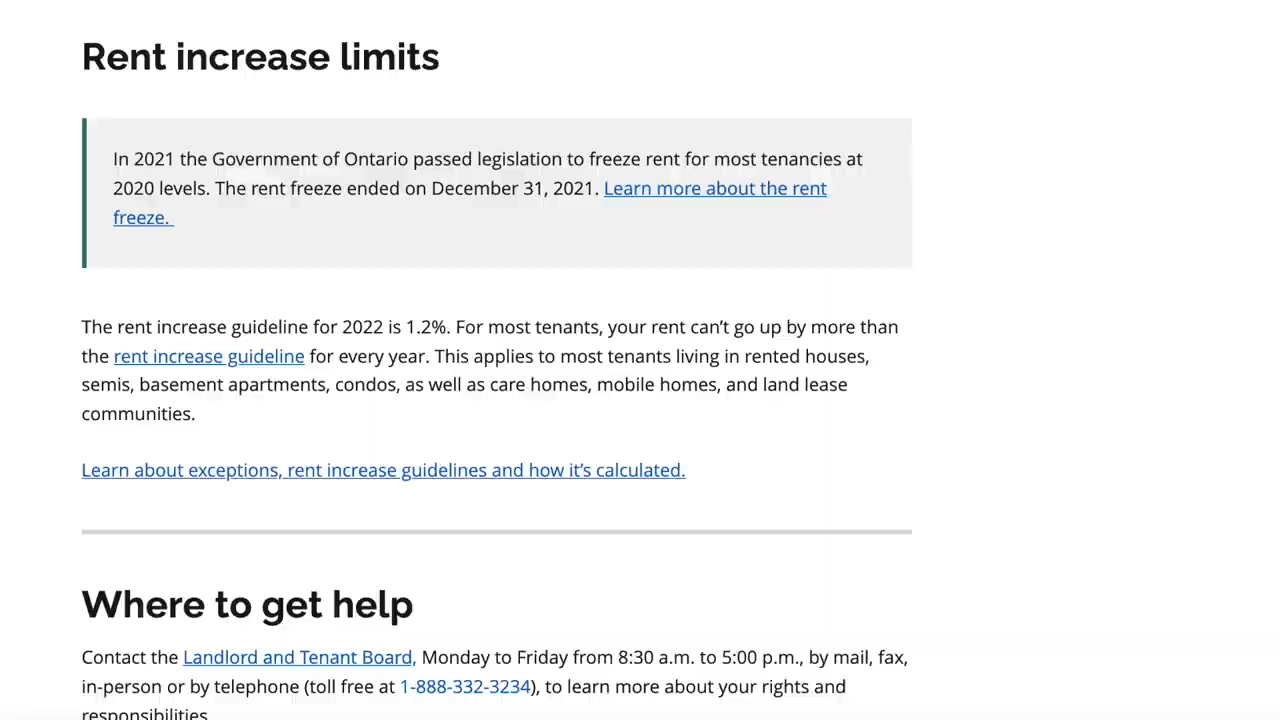 Rent increase limits
In 2021 the Government of Ontario passed legislation to freeze rent for most tenancies at
2020 levels. The rent freeze ended on December 31, 2021. Learn more about the rent
freeze.
The rent increase guideline for 2022 is 1.2%. For most tenants, your rent can’t go up by more than
the rent increase guideline for every year. This applies to most tenants living in rented houses,
semis, basement apartments, condos, as well as care homes, mobile homes, and land lease
communities.
Learn about exceptions, rent increase guidelines and how it’s calculated.
Where to get help
Contact the Landlord and Tenant Board, Monday to Friday from 8:30 a.m. to 5:00 p.m., by mail, fax,
in-person or by telephone (toll free at 1-888-332-3234), to learn more about your rights and
responsibilities.